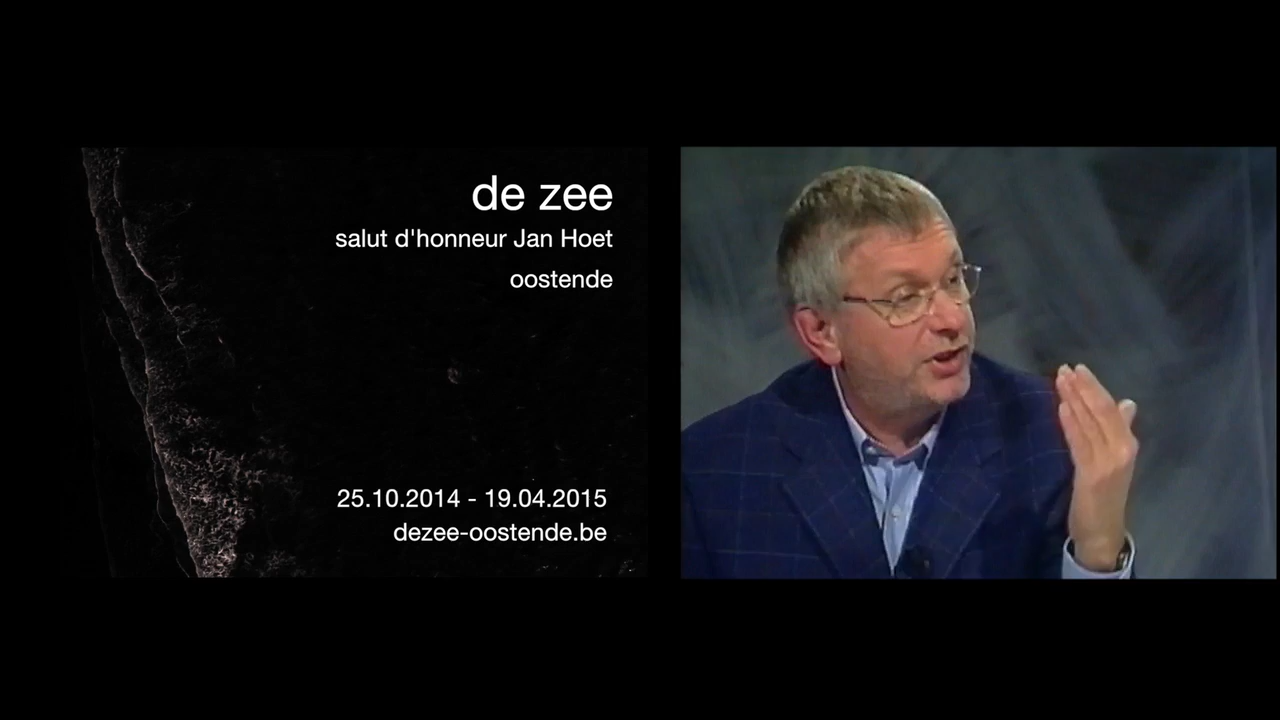 de zee
salut d'honneur Jan Hoet
oostende
25.10.2014 - 19.04.2015
dezee-oostende.be